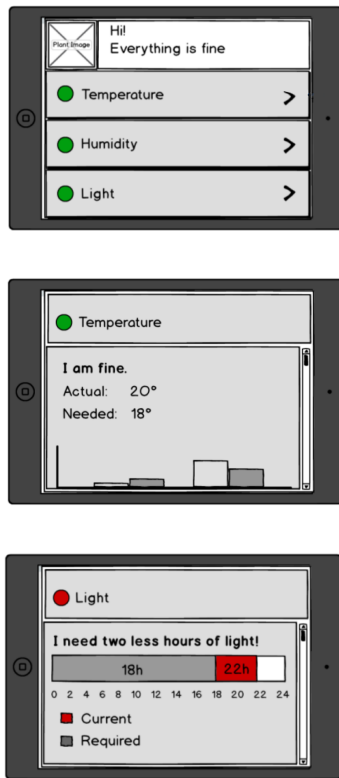 Plant Image
Hi!
Everything is fine
Temperature
Humidity
Light
Temperature
I am fine.
Actual: 20°
Needed: 18°
Light
I need two less hours of light!
18h 22h
0 2 4 6 8 10 12 14 16 18 20 22 24
Current
Required